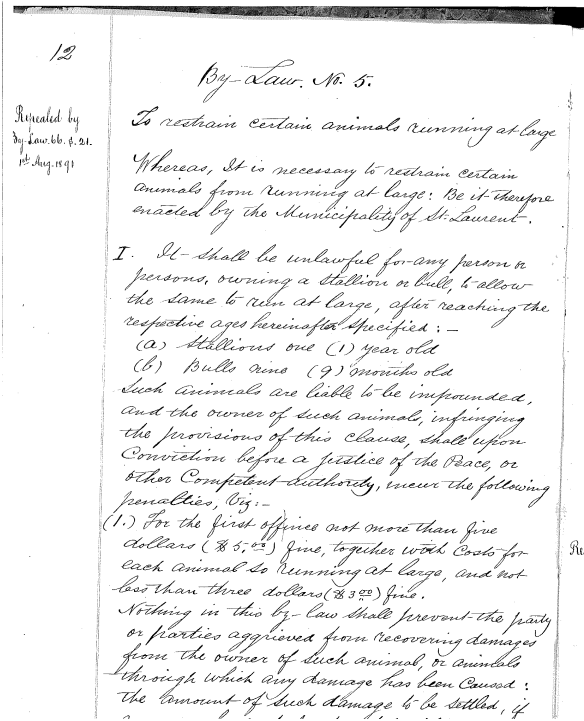 12
By-Law. No. 5.
Repealed by
By-Law. 66. s. 21.
1st Aug. 1891
To restrain certain animals running at large
Whereas, It is necessary to restrain certain
animals from running at large: Be it therefore
enacted by the Municipality of St. Laurent.
I. It shall be unlawful for any person or
persons, owning a stallion or bull, to allow
the same to run at large, after reaching the
respective ages hereinafter specified:-
(a) Stallions one (1) year old
(b) Bulls nine (9) months old
Such animals are liable to be impounded,
and the owner of such animals, infringing
the provisions of this clause, shall upon
Conviction before a Justice of the Peace, or
other Competent authority, incur the following
penalties, Viz:-
(1.) For the first offince not more than five
dollars ($5.00) fine, together with Costs for
each animal so running at large, and not
less than three dollars ($3 00) fine.
Nothing in this by-law shall prevent the party
or parties aggrieved from recovering damages
from the owner of such animal, or animals
through which any damage has been Caused:
the amount of such damage to be settled, if
Re